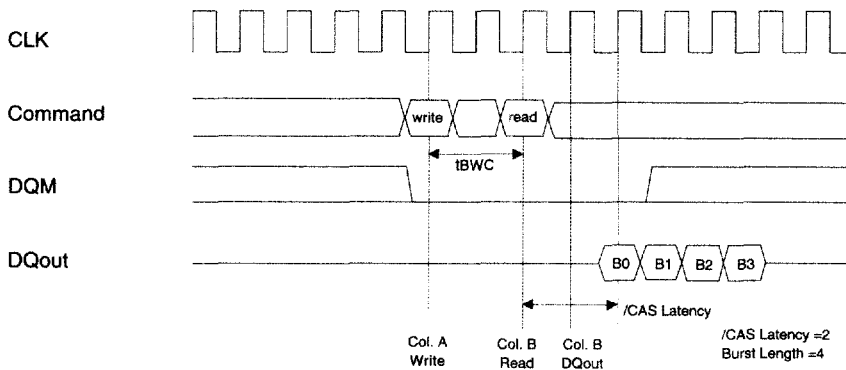 CLK
Command
write
read
tBWC
DQM
DQout
B0
B1
B2
B3
/CAS Latency
Col. A
Write
Col. B
Read
Col. B
DQout
/CAS Latency =2
Burst Length =4